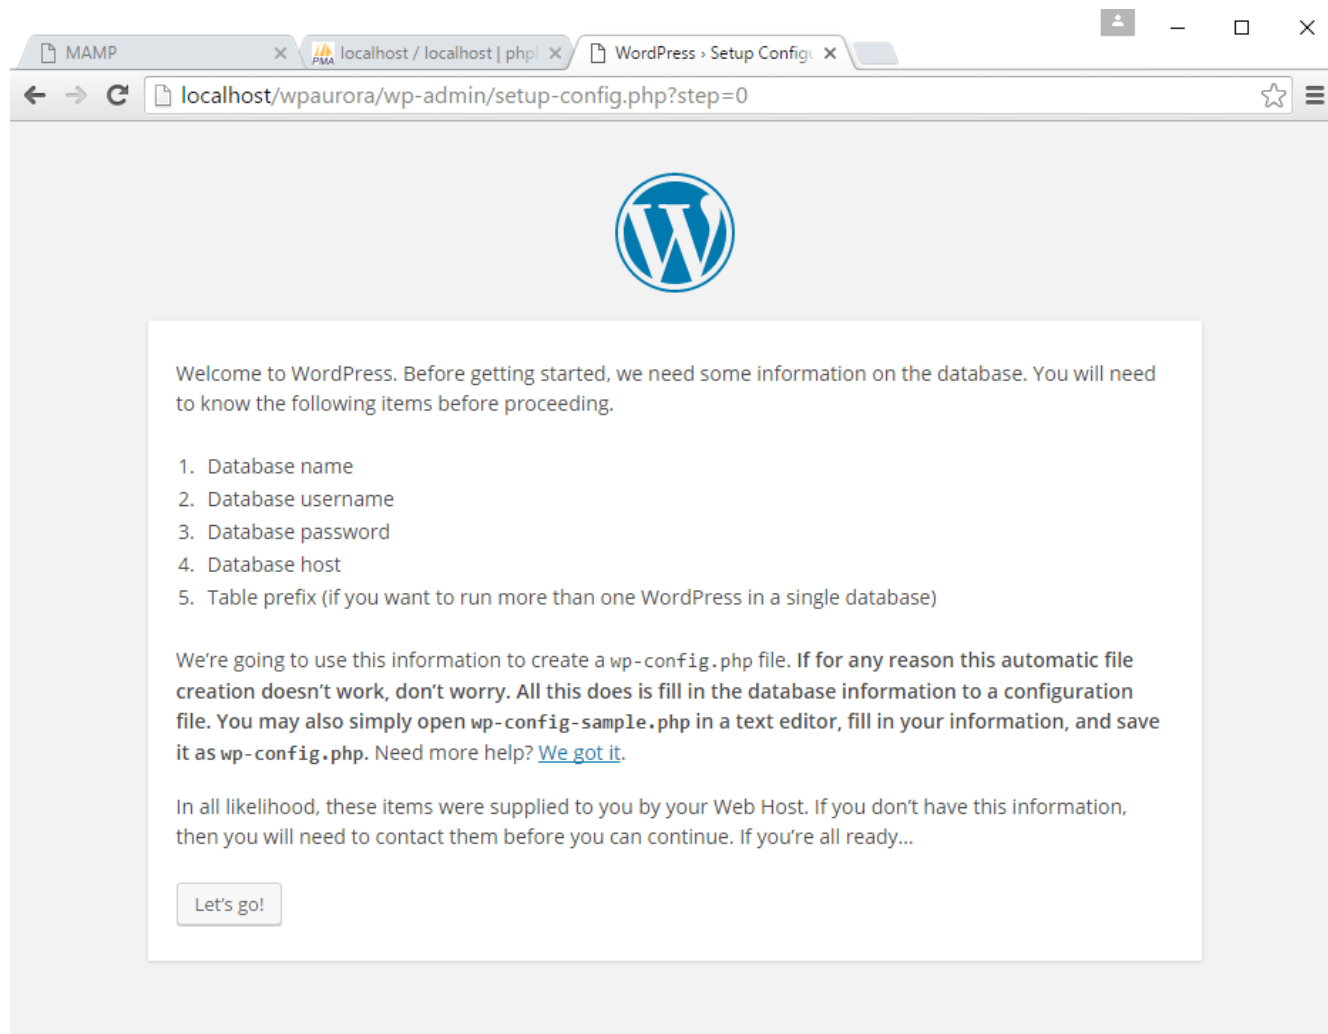 MAMP
localhost / localhost | php
WordPress › Setup Config
localhost/wpaurora/wp-admin/setup-config.php?step=0
Welcome to WordPress. Before getting started, we need some information on the database. You will need
to know the following items before proceeding.
1. Database name
2. Database username
3. Database password
4. Database host
5. Table prefix (if you want to run more than one WordPress in a single database)
We’re going to use this information to create a wp-config.php file. If for any reason this automatic file
creation doesn’t work, don’t worry. All this does is fill in the database information to a configuration
file. You may also simply open wp-config-sample.php in a text editor, fill in your information, and save
it as wp-config.php. Need more help? We got it.
In all likelihood, these items were supplied to you by your Web Host. If you don’t have this information,
then you will need to contact them before you can continue. If you’re all ready…
Let’s go!